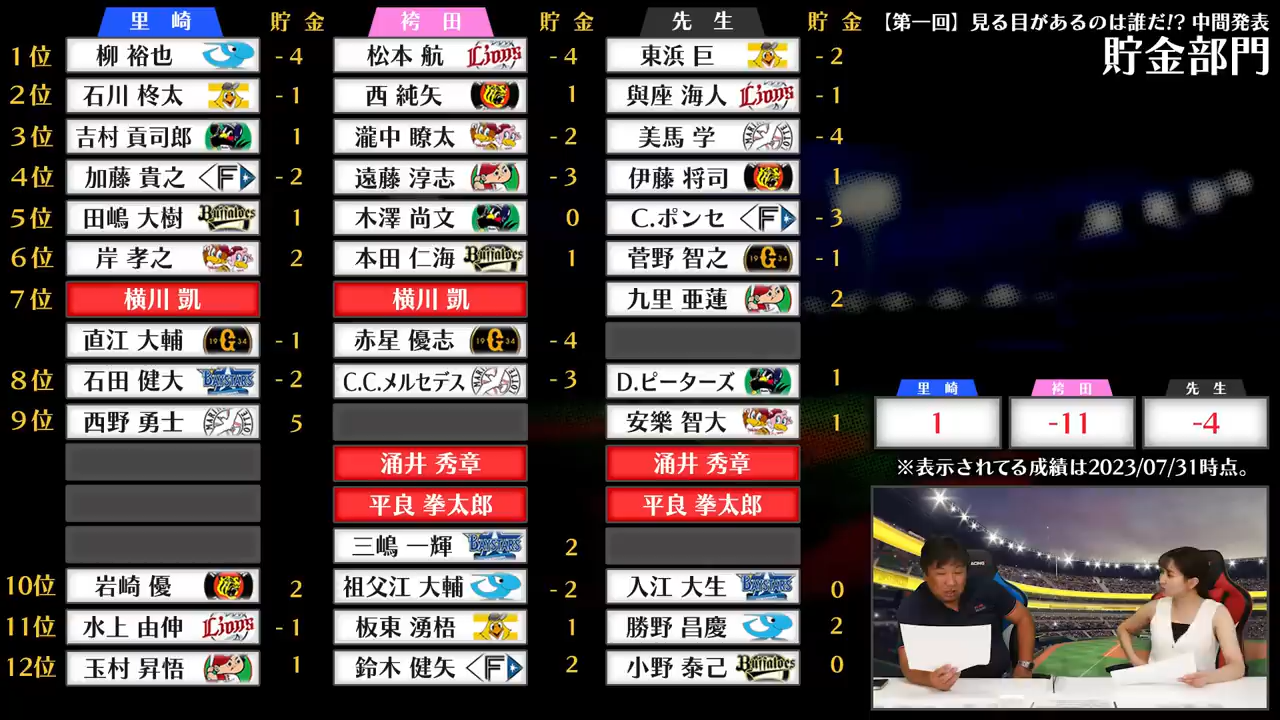 里崎 貯金 袴田 貯金 先生 貯金
【第一回】見る目があるのは誰だ!? 中間発表
貯金部門
1位 柳 裕也 -4 松本 航 Lions -4 東浜 巨 -2
2位 石川 柊太 -1 西 純矢 1 與座 海人 Lions -1
3位 吉村 貢司郎 1 瀧中 瞭太 -2 美馬 学 -4
4位 加藤 貴之 F -2 遠藤 淳志 -3 伊藤 将司 1
5位 田嶋 大樹 Buffaloes 1 木澤 尚文 0 C.ポンセ F -3
6位 岸 孝之 2 本田 仁海 Buffaloes 1 菅野 智之 19 G 34 -1
7位 横川 凱 横川 凱 九里 亜蓮 2
直江 大輔 19 G 34 -1 赤星 優志 19 G 34 -4
8位 石田 健大 BAYSTARS -2 C.C.メルセデス -3 D.ピーターズ 1
9位 西野 勇士 5 安樂 智大 1
涌井 秀章 涌井 秀章
平良 拳太郎 平良 拳太郎
三嶋 一輝 BAYSTARS 2
10位 岩崎 優 2 祖父江 大輔 -2 入江 大生 BAYSTARS 0
11位 水上 由伸 Lions -1 板東 湧梧 1 勝野 昌慶 2
12位 玉村 昇悟 1 鈴木 健矢 F 2 小野 泰己 Buffaloes 0
里崎 袴田 先生
1 -11 -4
※表示されてる成績は2023/07/31時点。